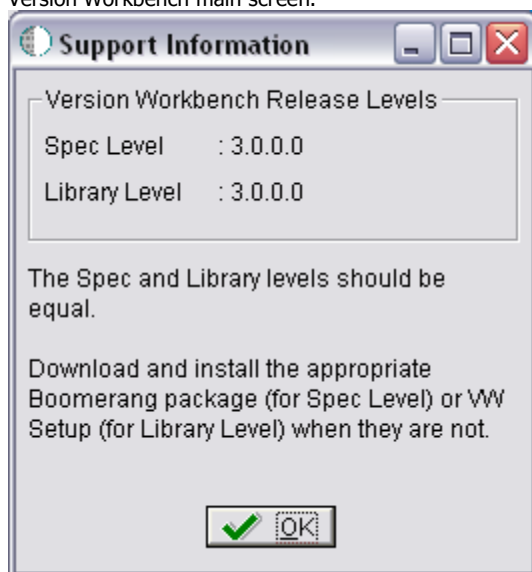 Version Workbench main screen.
Support Information
Version Workbench Release Levels
Spec Level : 3.0.0.0
Library Level : 3.0.0.0
The Spec and Library levels should be
equal.
Download and install the appropriate
Boomerang package (for Spec Level) or VW
Setup (for Library Level) when they are not.
OK